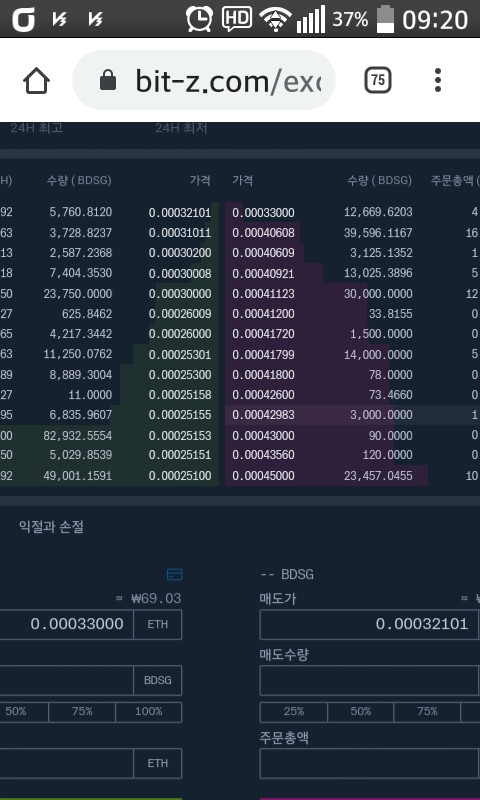 HD 37% 09:20
bit-z.com/exc 75
24H 최고 24H 최저
H) 수량 ( BDSG) 가격 가격 수량 ( BDSG) 주문총액 (
92 5,760.8120 0.00032101 0.00033000 12,669.6203 4
63 3,728.8237 0.00031011 0.00040608 39,596.1167 16
13 2,587.2368 0.00030200 0.00040609 3,125.1352 1
18 7,404.3530 0.00030008 0.00040921 13,025.3896 5
50 23,750.0000 0.00030000 0.00041123 30,000.0000 12
27 625.8462 0.00026009 0.00041200 33.8155 0
65 4,217.3442 0.00026000 0.00041720 1,500.0000 0
63 11,250.0762 0.00025301 0.00041799 14,000.0000 5
89 8,889.3004 0.00025300 0.00041800 78.0000 0
27 11.0000 0.00025158 0.00042600 73.4660 0
95 6,835.9607 0.00025155 0.00042983 3,000.0000 1
00 82,932.5554 0.00025153 0.00043000 90.0000 0
50 5,029.8539 0.00025151 0.00043560 120.0000 0
92 49,001.1591 0.00025100 0.00045000 23,457.0455 10
익절과 손절
-- BDSG
≈ ₩69.03 매도가 ≈
0.00033000 ETH 0.00032101
매도수량
BDSG
50% 75% 100% 25% 50% 75%
주문총액
ETH